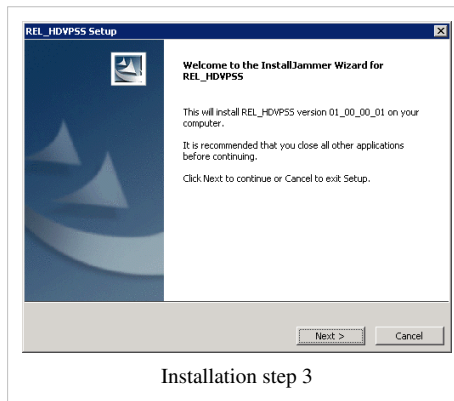 REL_HDVPSS Setup
Welcome to the InstallJammer Wizard for
REL_HDVPSS
This will install REL_HDVPSS version 01_00_00_01 on your
computer.
It is recommended that you close all other applications
before continuing.
Click Next to continue or Cancel to exit Setup.
Next >
Cancel
Installation step 3